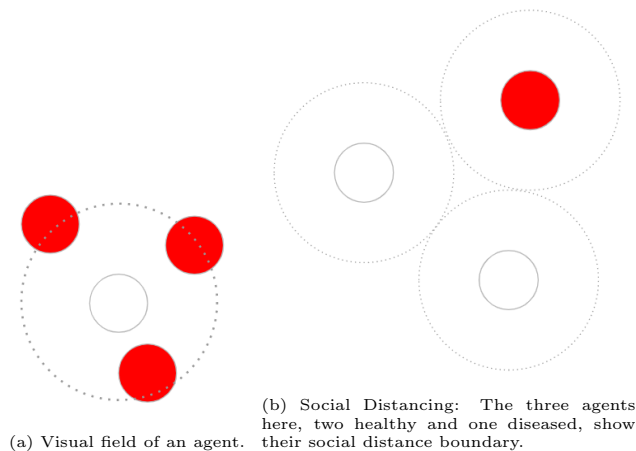 (a) Visual field of an agent.
(b) Social Distancing: The three agents
here, two healthy and one diseased, show
their social distance boundary.